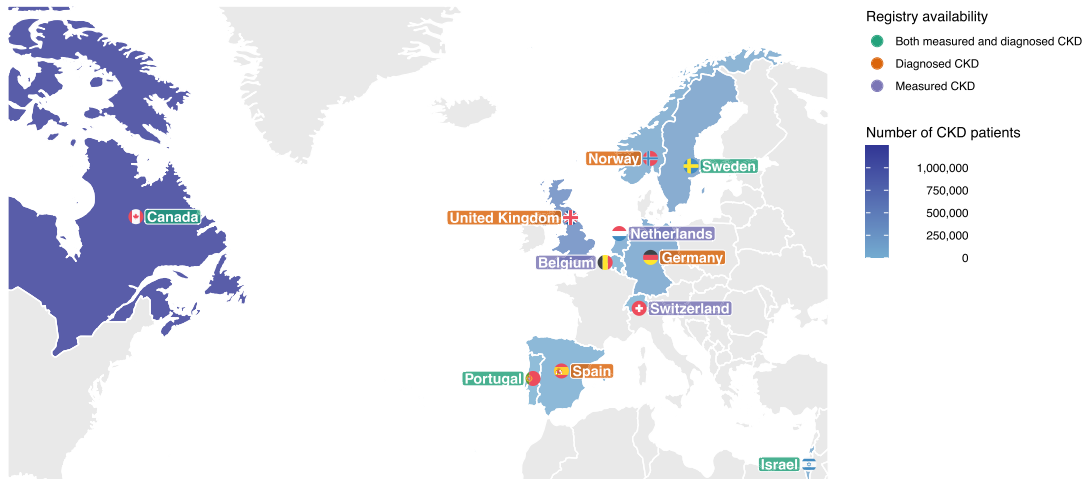 Registry availability
Both measured and diagnosed CKD
Diagnosed CKD
Measured CKD
Number of CKD patients
1,000,000
750,000
500,000
250,000
0
Norway
Sweden
Canada
United Kingdom
Netherlands
Belgium
Germany
Switzerland
Spain
Portugal
Israel